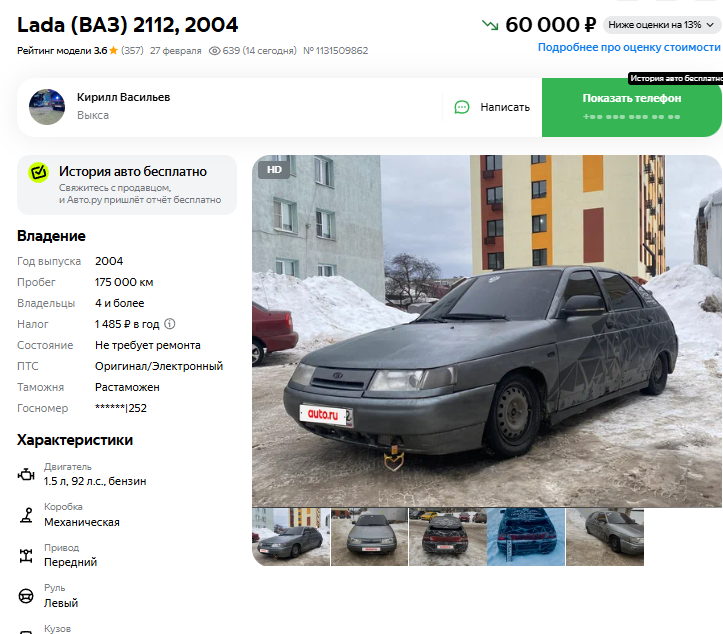 Lada (ВАЗ) 2112, 2004
60 000 ₽
Ниже оценки на 13%
Рейтинг модели 3.6 (357) 27 февраля 639 (14 сегодня) № 1131509862
Подробнее про оценку стоимости
История авто бесплатно
Кирилл Васильев
Выкса
Написать
Показать телефон
История авто бесплатно
Свяжитесь с продавцом,
и Авто.ру пришлёт отчёт бесплатно
HD
Владение
Год выпуска 2004
Пробег 175 000 км
Владельцы 4 и более
Налог 1 485 ₽ в год
Состояние Не требует ремонта
ПТС Оригинал/Электронный
Таможня Растаможен
Госномер ******|252
auto.ru
Характеристики
Двигатель
1.5 л, 92 л.с., бензин
Коробка
Механическая
Привод
Передний
Руль
Левый
Кузов